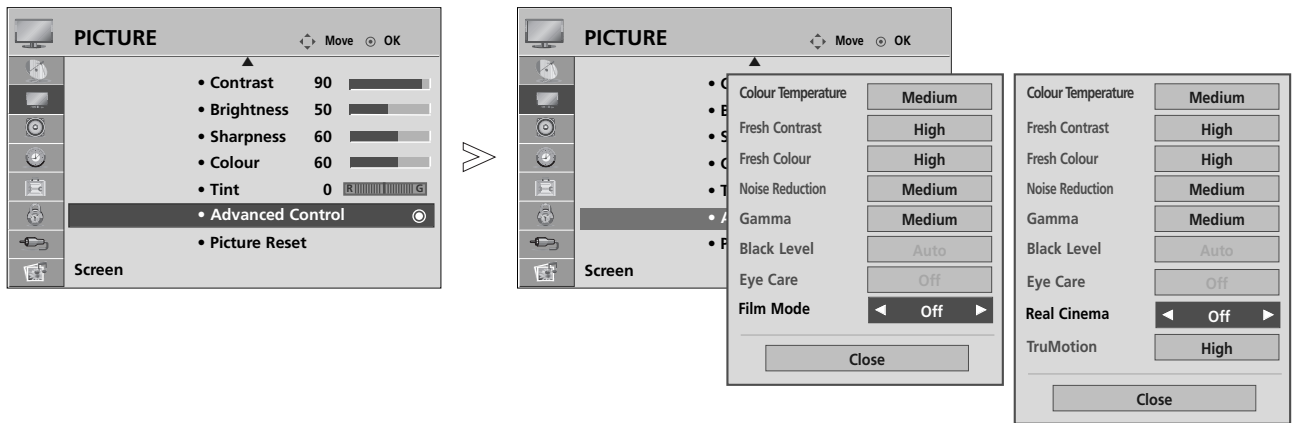 PICTURE
Move OK
• Contrast 90
• Brightness 50
• Sharpness 60
• Colour 60
• Tint 0 R G
• Advanced Control
• Picture Reset
Screen
PICTURE
Move OK
Screen
Colour Temperature Medium
Fresh Contrast High
Fresh Colour High
Noise Reduction Medium
Gamma Medium
Black Level Auto
Eye Care Off
Film Mode Off
Close
Colour Temperature Medium
Fresh Contrast High
Fresh Colour High
Noise Reduction Medium
Gamma Medium
Black Level Auto
Eye Care Off
Real Cinema Off
TruMotion High
Close